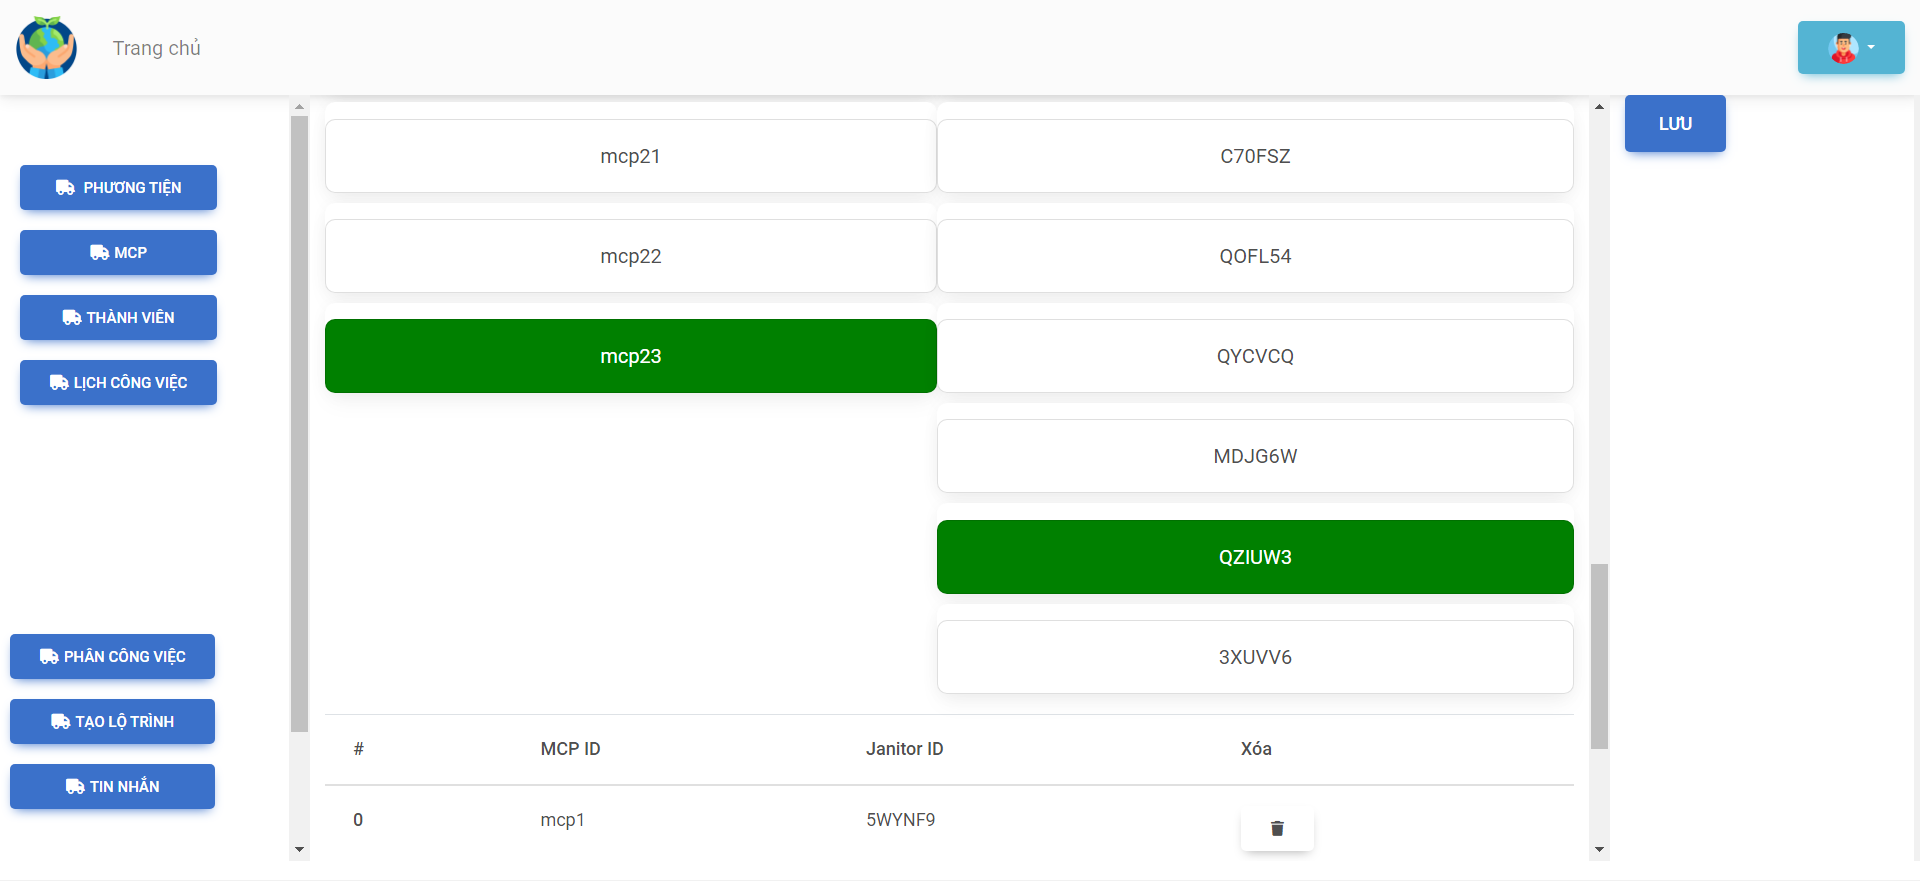 Trang chủ
PHƯƠNG TIỆN
MCP
THÀNH VIÊN
LỊCH CÔNG VIỆC
PHÂN CÔNG VIỆC
TẠO LỘ TRÌNH
TIN NHẮN
mcp21
C70FSZ
mcp22
QOFL54
mcp23
QYCVCQ
MDJG6W
QZIUW3
3XUVV6
# MCP ID Janitor ID Xóa
0 mcp1 5WYNF9
LƯU